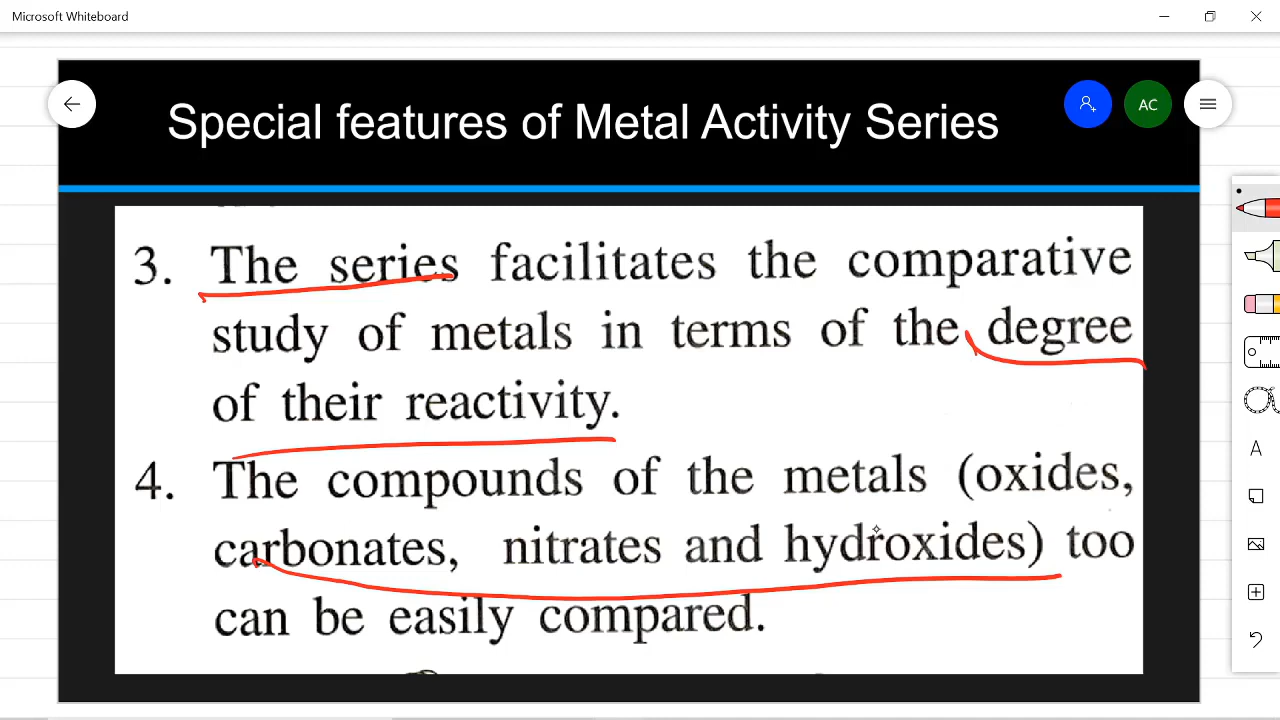 Microsoft Whiteboard
Special features of Metal Activity Series
AC
3. The series facilitates the comparative
study of metals in terms of the degree
of their reactivity.
4. The compounds of the metals (oxides,
carbonates, nitrates and hydroxides) too
can be easily compared.
A